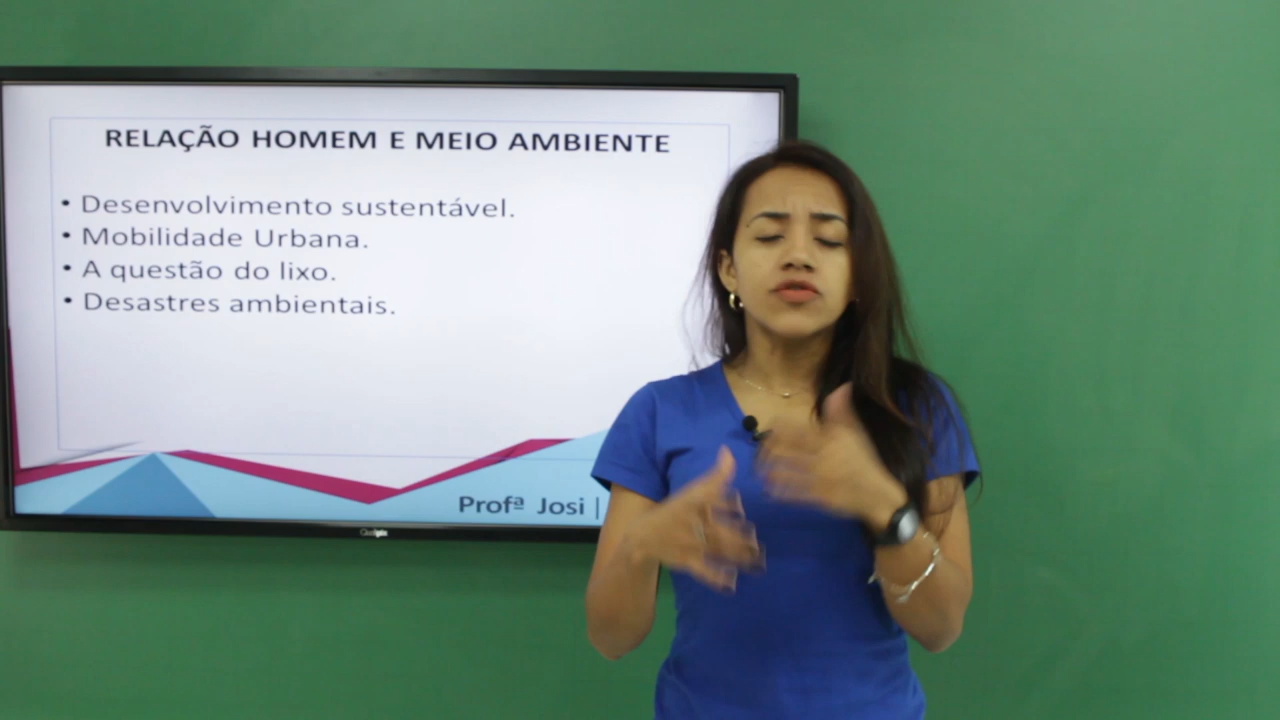 RELAÇÃO HOMEM E MEIO AMBIENTE
• Desenvolvimento sustentável.
• Mobilidade Urbana.
• A questão do lixo.
• Desastres ambientais.
Profª Josi |